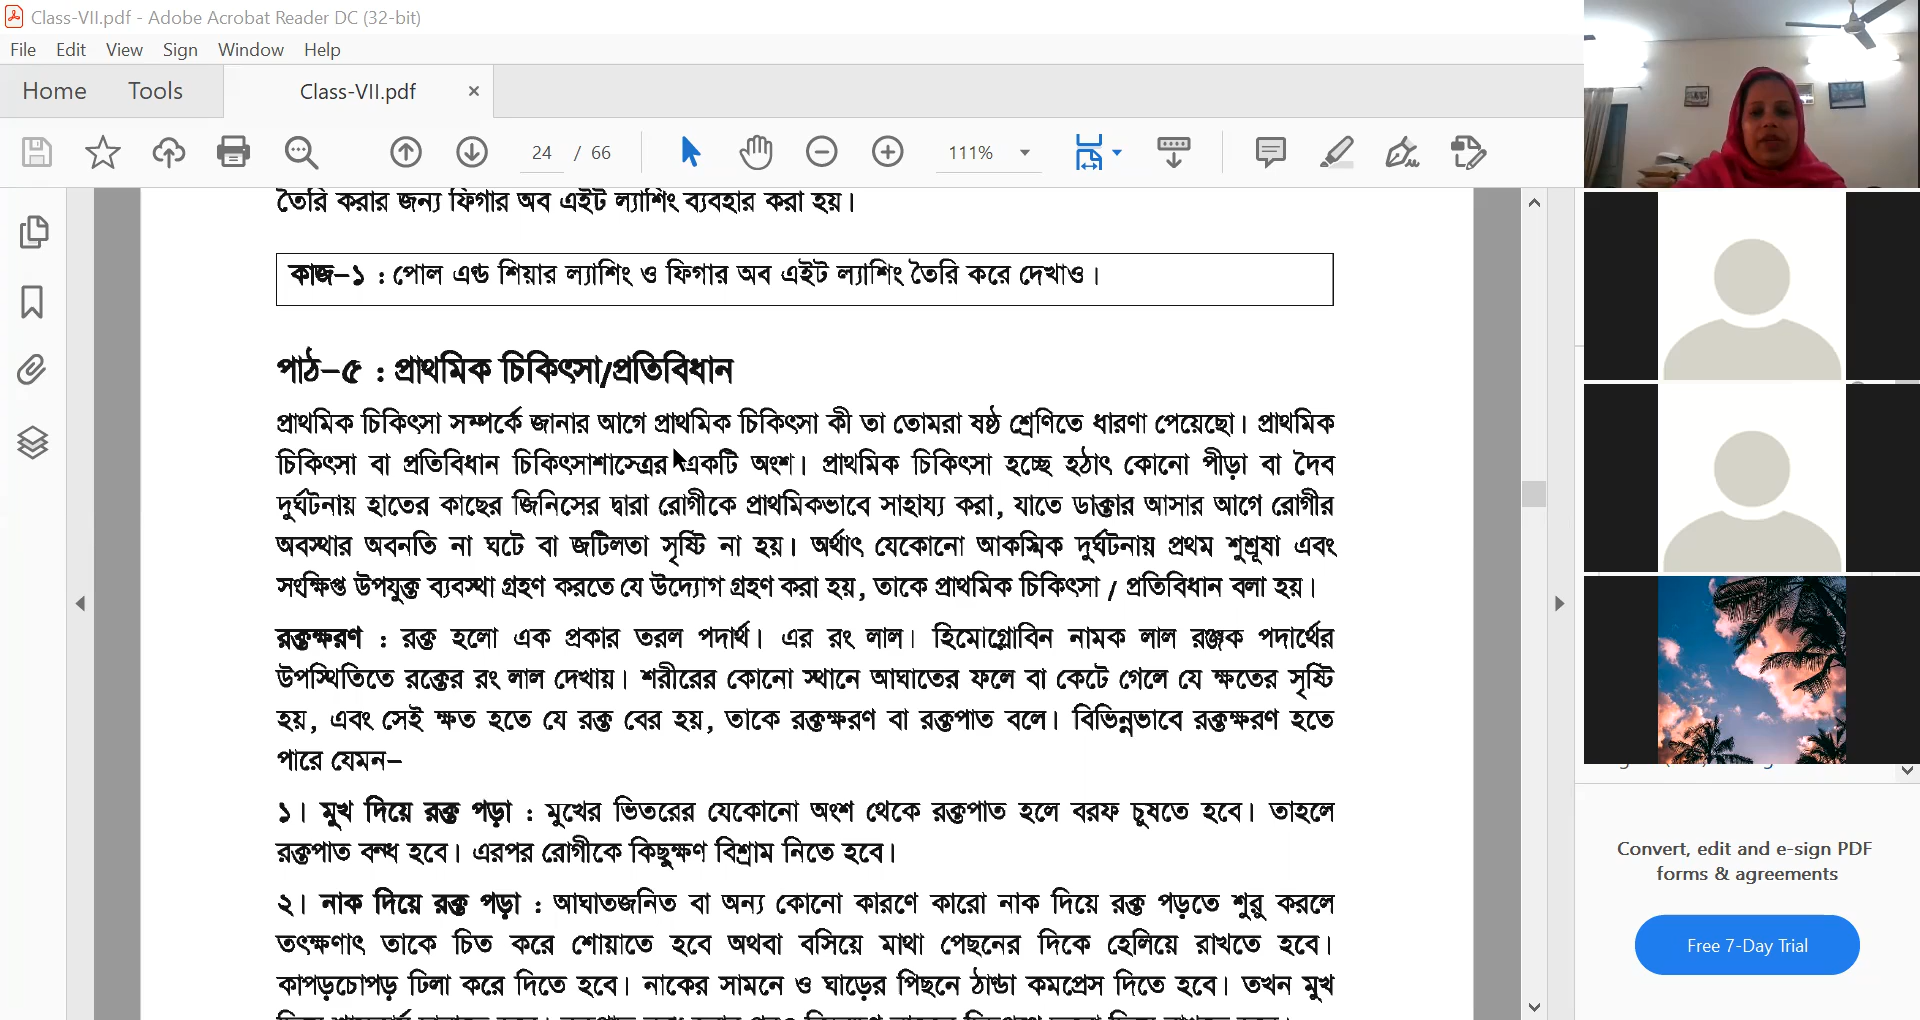 Class-VII.pdf - Adobe Acrobat Reader DC (32-bit)
File Edit View Sign Window Help
Home Tools Class-VII.pdf ×
24 / 66 111%
তৈরি করার জন্য ফিগার অব এইট ল্যাশিং ব্যবহার করা হয়।
কাজ–১ : পোল এন্ড শিয়ার ল্যাশিং ও ফিগার অব এইট ল্যাশিং তৈরি করে দেখাও।
পাঠ–৫ : প্রাথমিক চিকিৎসা/প্রতিবিধান
প্রাথমিক চিকিৎসা সম্পর্কে জানার আগে প্রাথমিক চিকিৎসা কী তা তোমরা ষষ্ঠ শ্রেণিতে ধারণা পেয়েছো। প্রাথমিক
চিকিৎসা বা প্রতিবিধান চিকিৎসাশাস্ত্রের একটি অংশ। প্রাথমিক চিকিৎসা হচ্ছে হঠাৎ কোনো পীড়া বা দৈব
দুর্ঘটনায় হাতের কাছের জিনিসের দ্বারা রোগীকে প্রাথমিকভাবে সাহায্য করা, যাতে ডাক্তার আসার আগে রোগীর
অবস্থার অবনতি না ঘটে বা জটিলতা সৃষ্টি না হয়। অর্থাৎ যেকোনো আকস্মিক দুর্ঘটনায় প্রথম শুশ্রূষা এবং
সংক্ষিপ্ত উপযুক্ত ব্যবস্থা গ্রহণ করতে যে উদ্যোগ গ্রহণ করা হয়, তাকে প্রাথমিক চিকিৎসা / প্রতিবিধান বলা হয়।
রক্তক্ষরণ : রক্ত হলো এক প্রকার তরল পদার্থ। এর রং লাল। হিমোগ্লোবিন নামক লাল রঞ্জক পদার্থের
উপস্থিতিতে রক্তের রং লাল দেখায়। শরীরের কোনো স্থানে আঘাতের ফলে বা কেটে গেলে যে ক্ষতের সৃষ্টি
হয়, এবং সেই ক্ষত হতে যে রক্ত বের হয়, তাকে রক্তক্ষরণ বা রক্তপাত বলে। বিভিন্নভাবে রক্তক্ষরণ হতে
পারে যেমন–
১। মুখ দিয়ে রক্ত পড়া : মুখের ভিতরের যেকোনো অংশ থেকে রক্তপাত হলে বরফ চুষতে হবে। তাহলে
রক্তপাত বন্ধ হবে। এরপর রোগীকে কিছুক্ষণ বিশ্রাম নিতে হবে।
২। নাক দিয়ে রক্ত পড়া : আঘাতজনিত বা অন্য কোনো কারণে কারো নাক দিয়ে রক্ত পড়তে শুরু করলে
তৎক্ষণাৎ তাকে চিত করে শোয়াতে হবে অথবা বসিয়ে মাথা পেছনের দিকে হেলিয়ে রাখতে হবে।
কাপড়চোপড় ঢিলা করে দিতে হবে। নাকের সামনে ও ঘাড়ের পিছনে ঠাণ্ডা কমপ্রেস দিতে হবে। তখন মুখ
Convert, edit and e-sign PDF
forms & agreements
Free 7-Day Trial